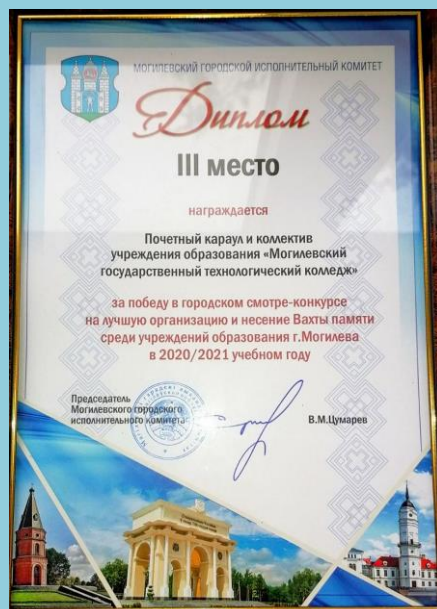 МОГИЛЕВСКИЙ ГОРОДСКОЙ ИСПОЛНИТЕЛЬНЫЙ КОМИТЕТ
Диплом
III место
награждается
Почетный караул и коллектив
учреждения образования «Могилевский
государственный технологический колледж»
за победу в городском смотре-конкурсе
на лучшую организацию и несение Вахты памяти
среди учреждений образования г.Могилева
в 2020/2021 учебном году
Председатель
Могилевского городского
исполнительного комитета
В.М.Цумарев